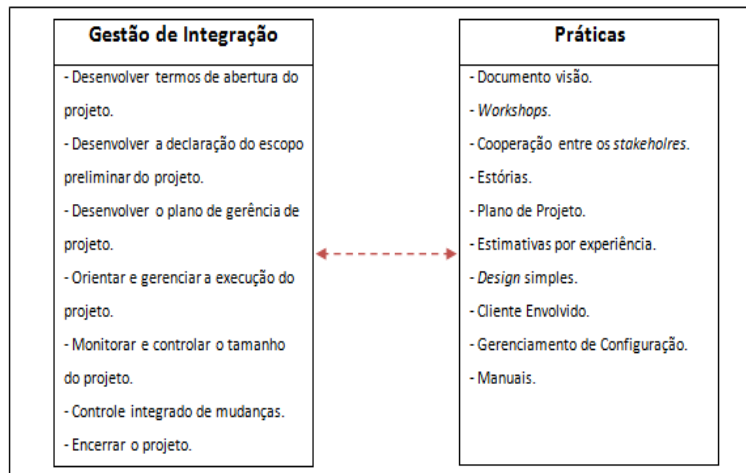 Gestão de Integração
- Desenvolver termos de abertura do
projeto.
- Desenvolver a declaração do escopo
preliminar do projeto.
- Desenvolver o plano de gerência de
projeto.
- Orientar e gerenciar a execução do
projeto.
- Monitorar e controlar o tamanho
do projeto.
- Controle integrado de mudanças.
- Encerrar o projeto.
Práticas
- Documento visão.
- Workshops.
- Cooperação entre os stakeholres.
- Estórias.
- Plano de Projeto.
- Estimativas por experiência.
- Design simples.
- Cliente Envolvido.
- Gerenciamento de Configuração.
- Manuais.